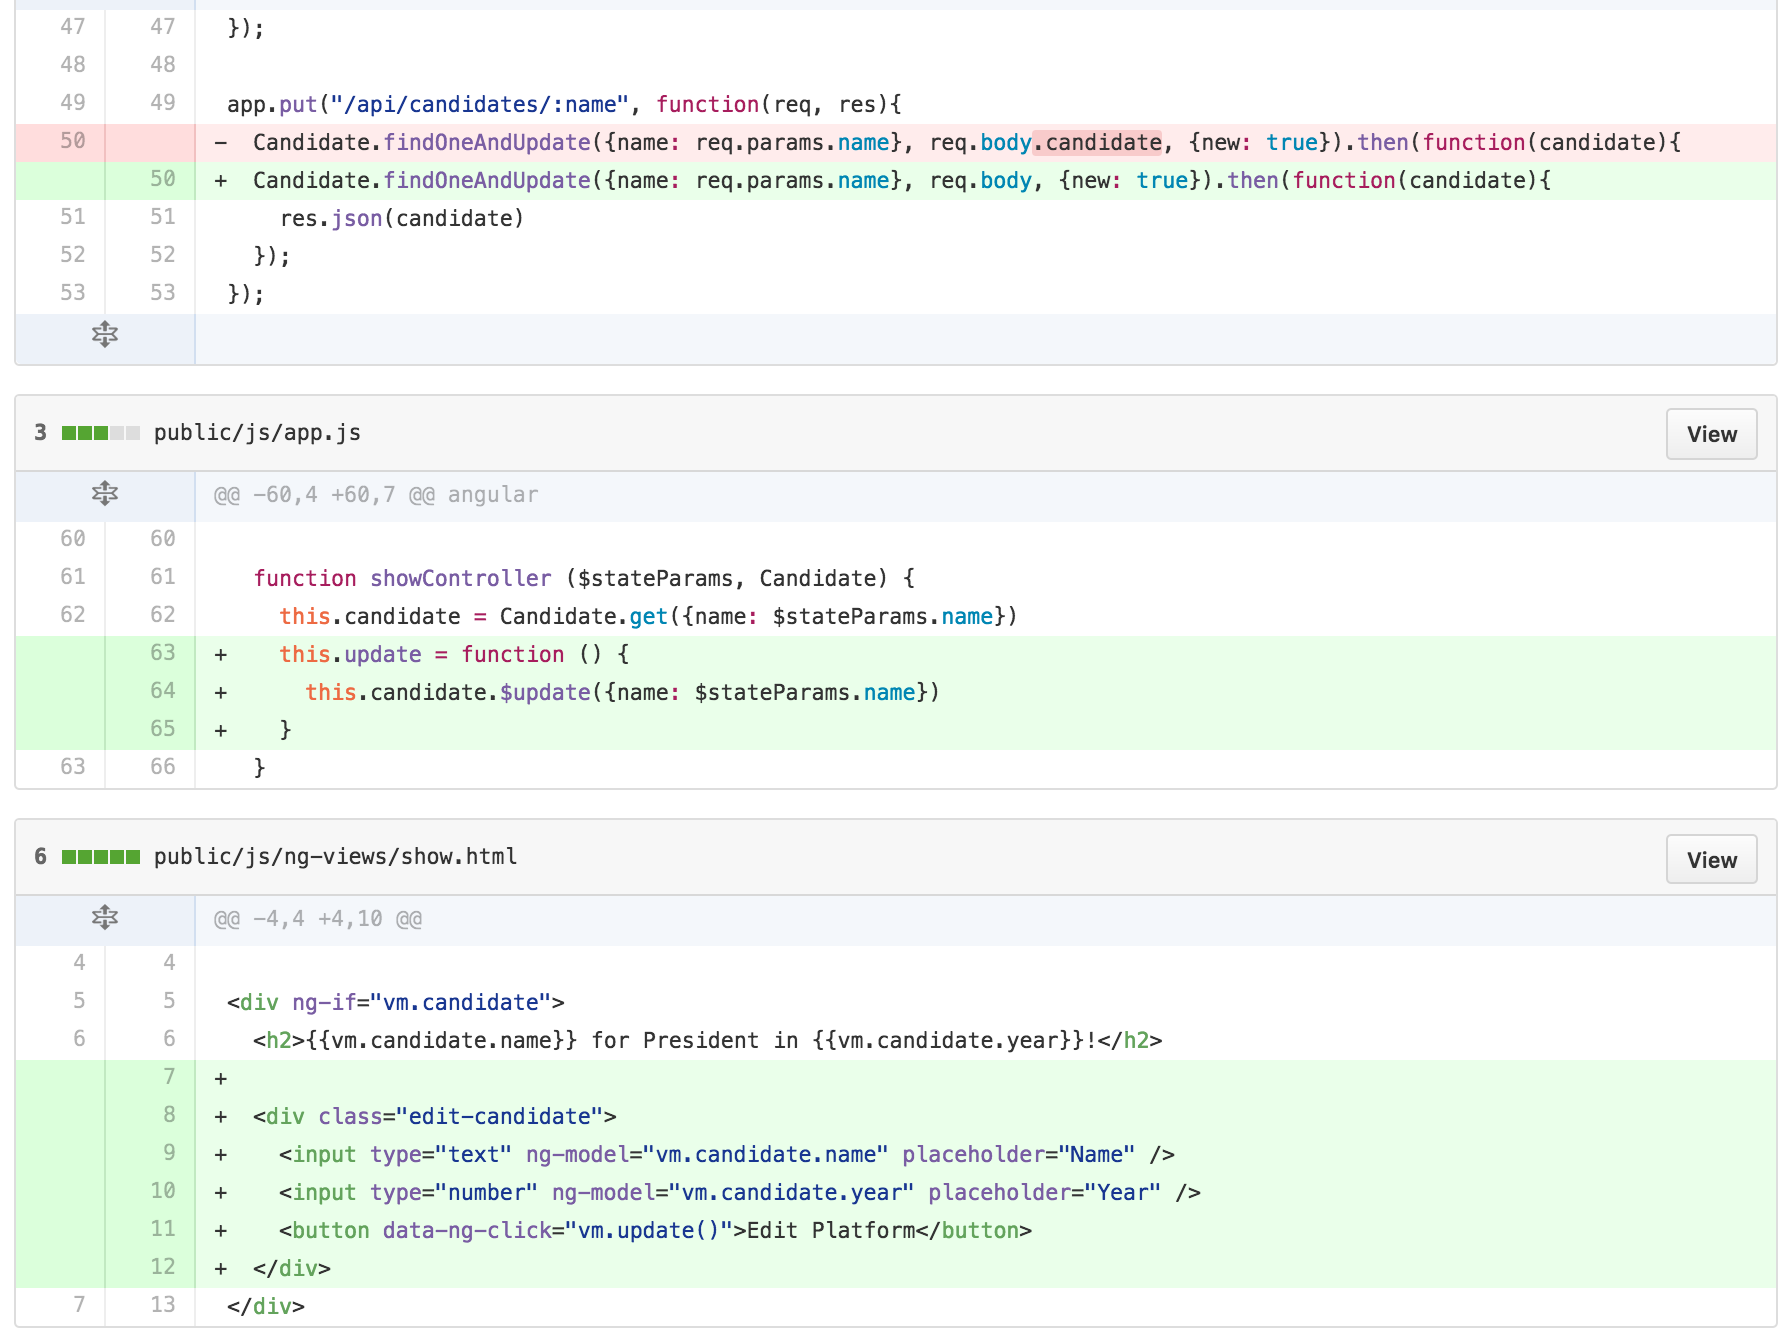 47 47 });
48 48
49 49 app.put("/api/candidates/:name", function(req, res){
50 - Candidate.findOneAndUpdate({name: req.params.name}, req.body.candidate, {new: true}).then(function(candidate){
50 + Candidate.findOneAndUpdate({name: req.params.name}, req.body, {new: true}).then(function(candidate){
51 51 res.json(candidate)
52 52 });
53 53 });
3 public/js/app.js View
@@ -60,4 +60,7 @@ angular
60 60
61 61 function showController ($stateParams, Candidate) {
62 62 this.candidate = Candidate.get({name: $stateParams.name})
63 + this.update = function () {
64 + this.candidate.$update({name: $stateParams.name})
65 + }
63 66 }
6 public/js/ng-views/show.html View
@@ -4,4 +4,10 @@
4 4
5 5 <div ng-if="vm.candidate">
6 6 <h2>{{vm.candidate.name}} for President in {{vm.candidate.year}}!</h2>
7 +
8 + <div class="edit-candidate">
9 + <input type="text" ng-model="vm.candidate.name" placeholder="Name" />
10 + <input type="number" ng-model="vm.candidate.year" placeholder="Year" />
11 + <button data-ng-click="vm.update()">Edit Platform</button>
12 + </div>
7 13 </div>